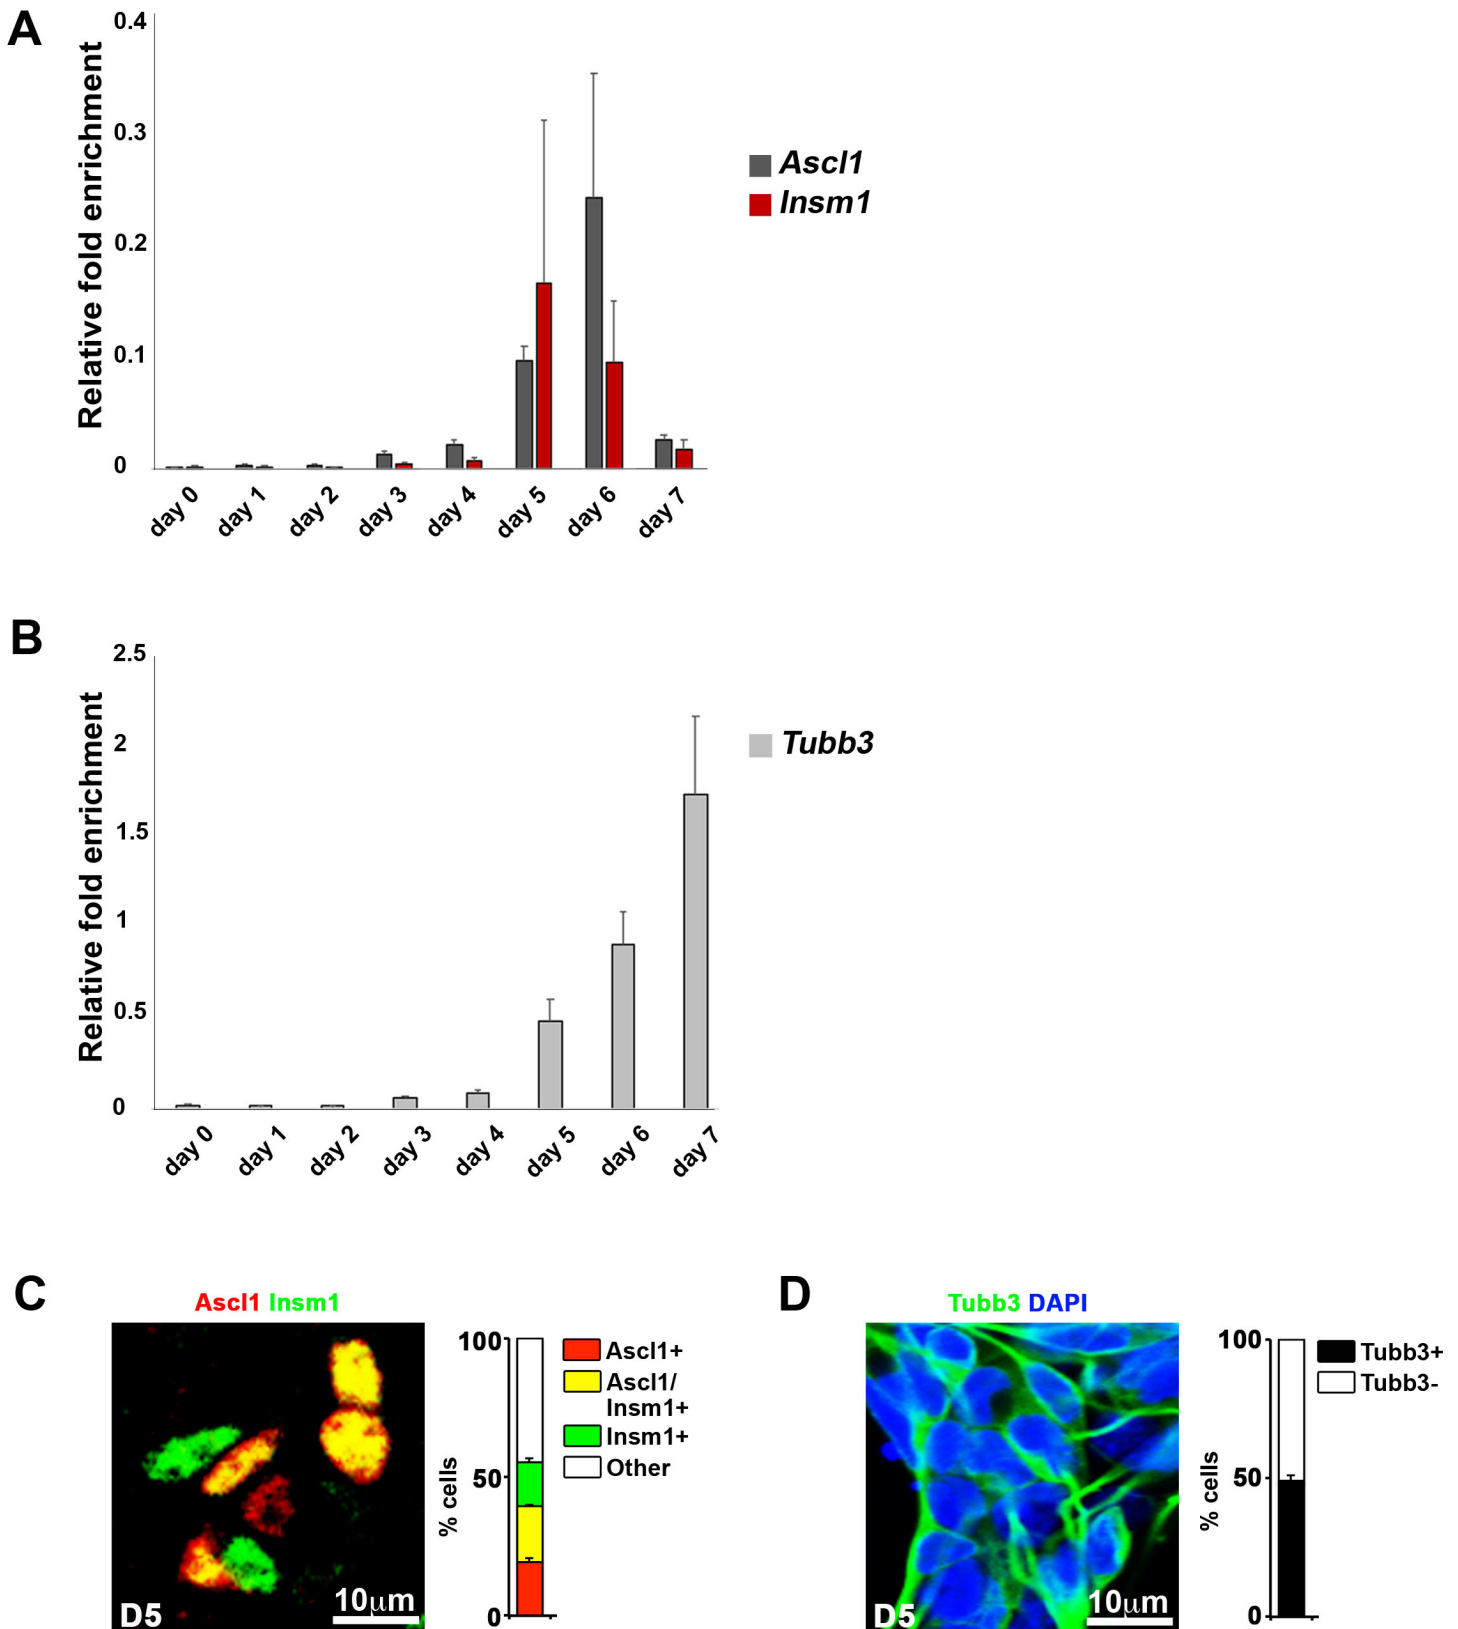 A
Relative fold enrichment
0.4
0.3
0.2
0.1
0
day 0
day 1
day 2
day 3
day 4
day 5
day 6
day 7
Ascl1
Insm1
B
Relative fold enrichment
2.5
2
1.5
1
0.5
0
day 0
day 1
day 2
day 3
day 4
day 5
day 6
day 7
Tubb3
C
Ascl1 Insm1
D5
10µm
% cells
100
50
0
Ascl1+
Ascl1/
Insm1+
Insm1+
Other
D
Tubb3 DAPI
D5
10µm
% cells
100
50
0
Tubb3+
Tubb3-